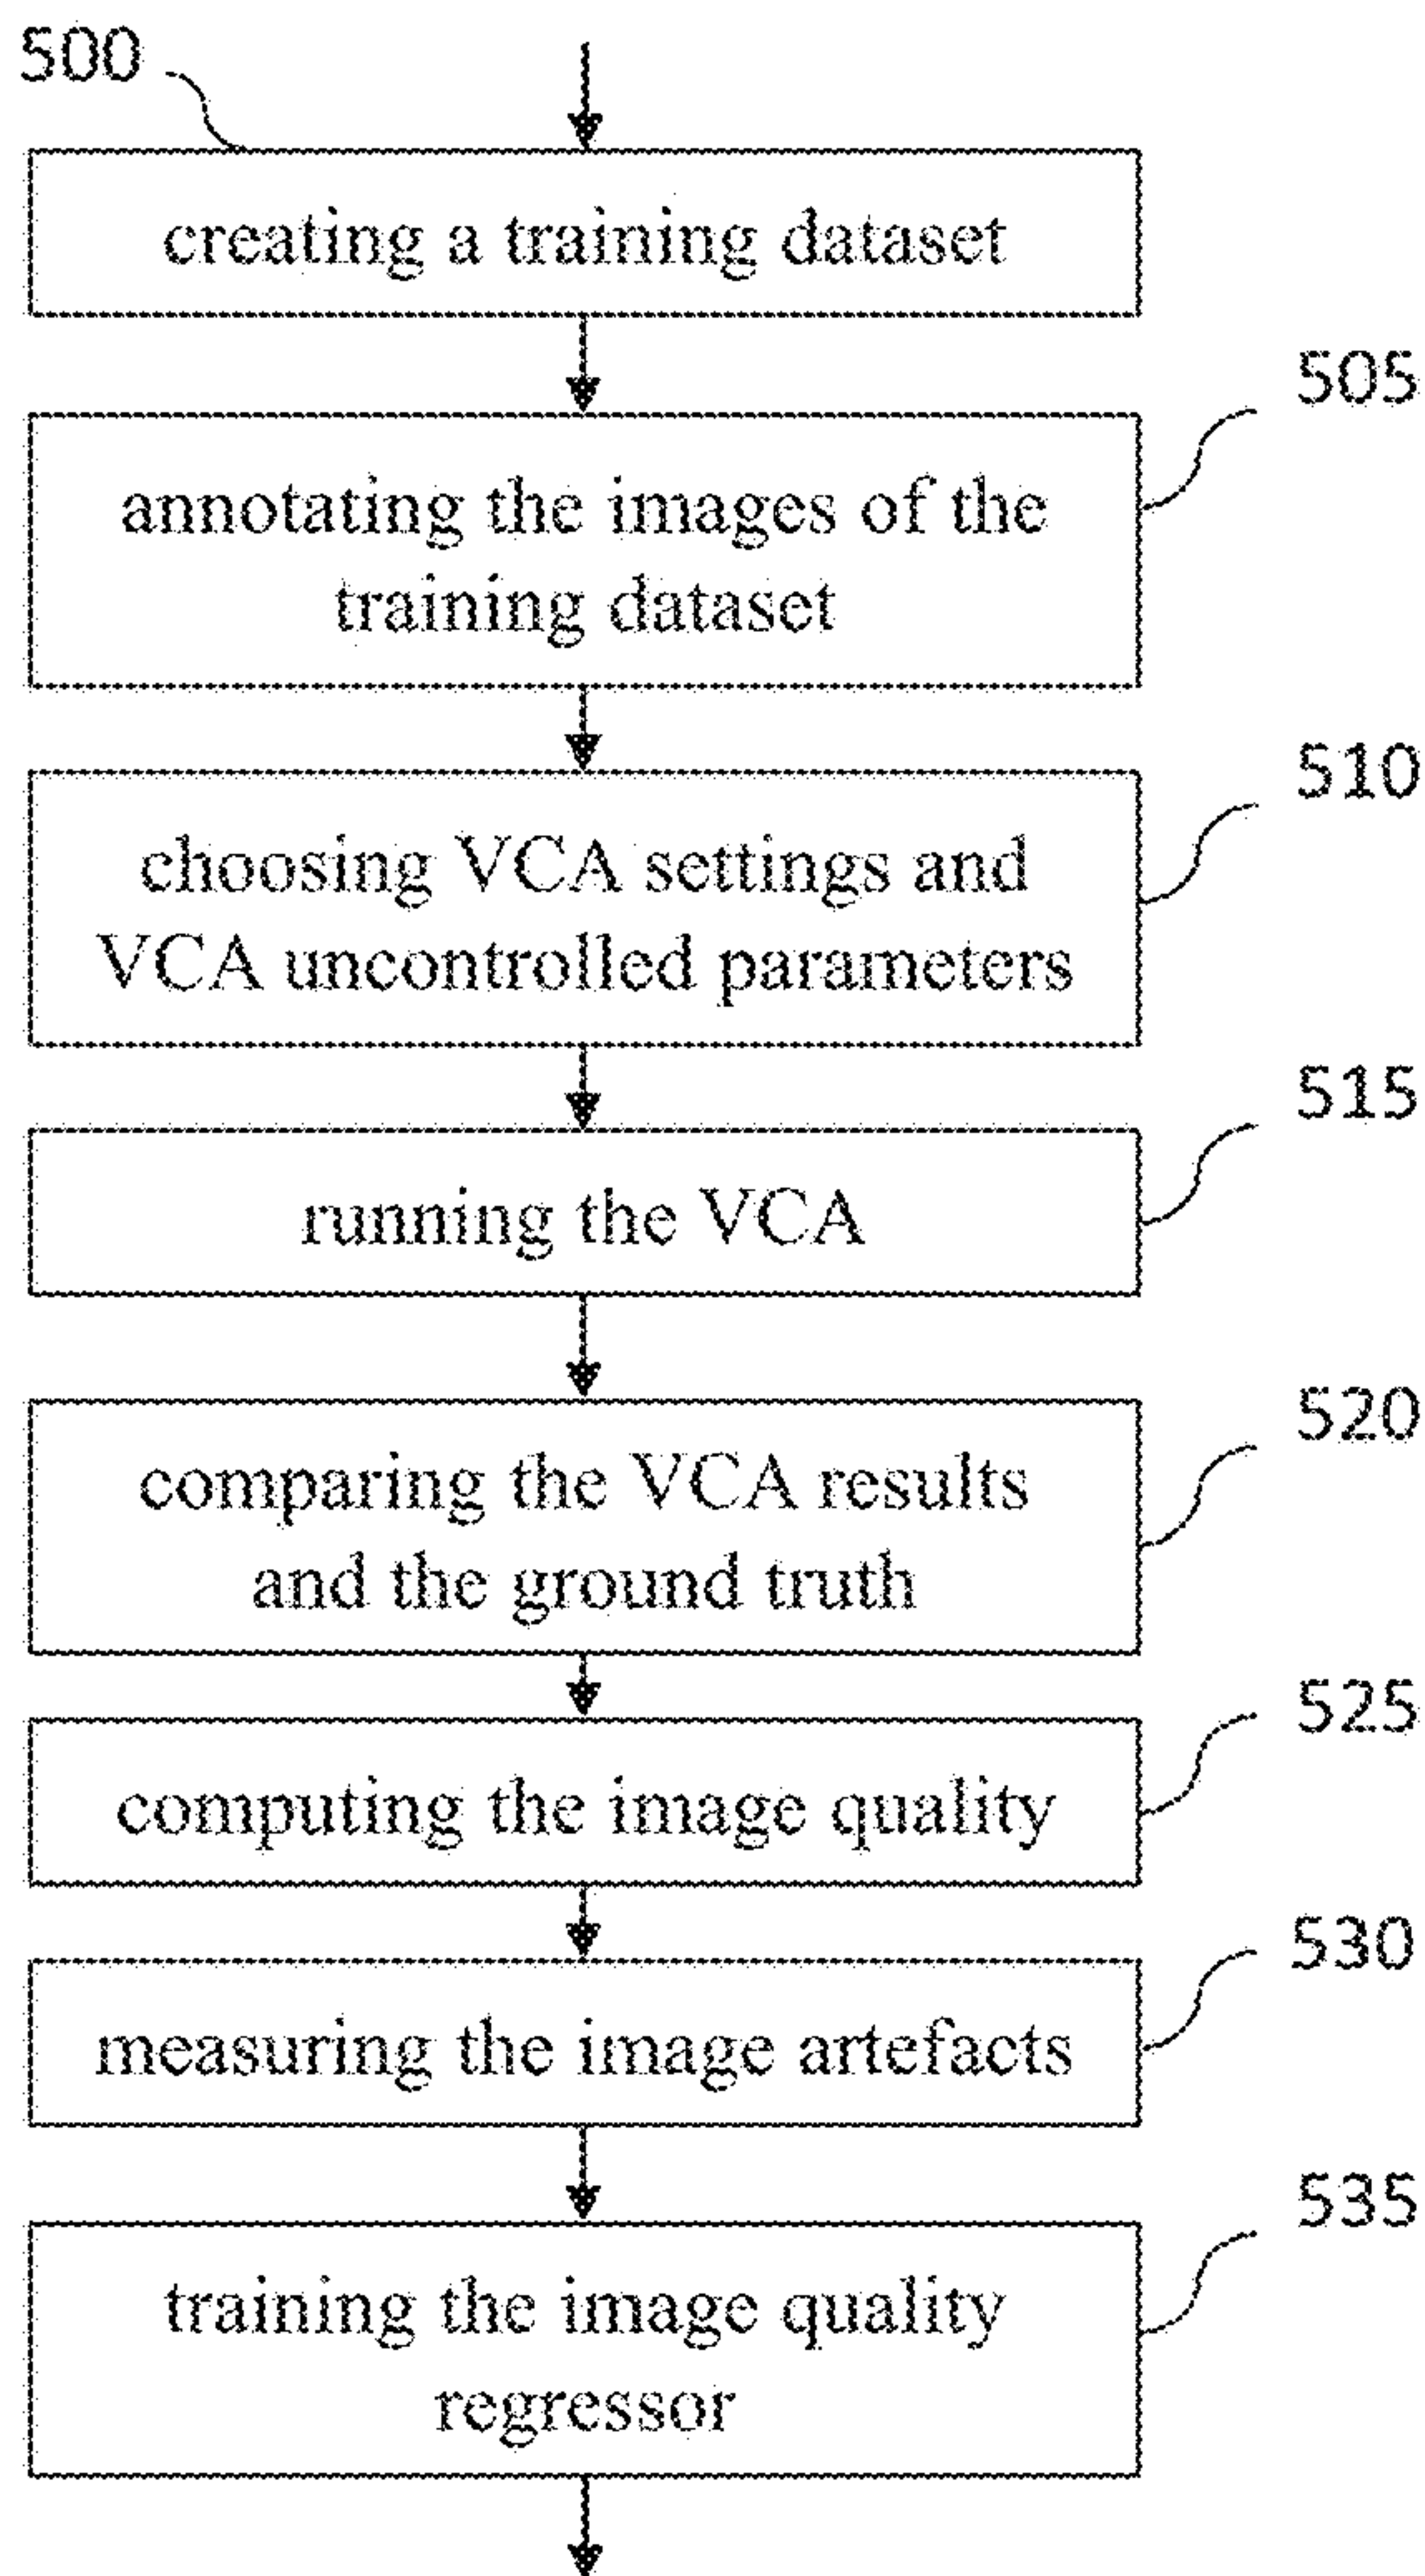 500
creating a training dataset
505
annotating the images of the
training dataset
510
choosing VCA settings and
VCA uncontrolled parameters
515
running the VCA
520
comparing the VCA results
and the ground truth
525
computing the image quality
530
measuring the image artefacts
535
training the image quality
regressor